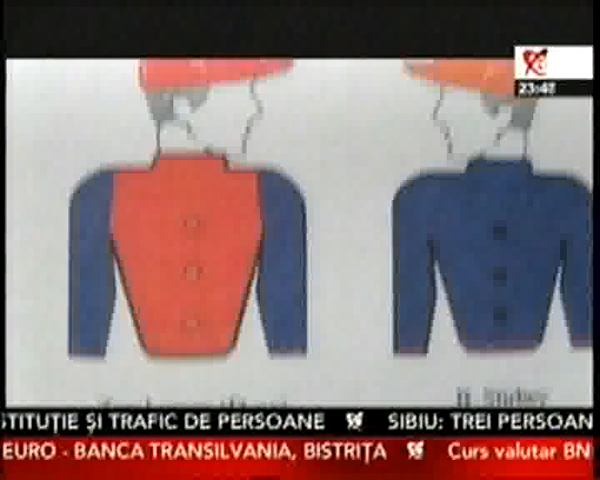 23:48
STITUȚIE ȘI TRAFIC DE PERSOANE SIBIU: TREI PERSOAN
EURO - BANCA TRANSILVANIA, BISTRIȚA Curs valutar BN